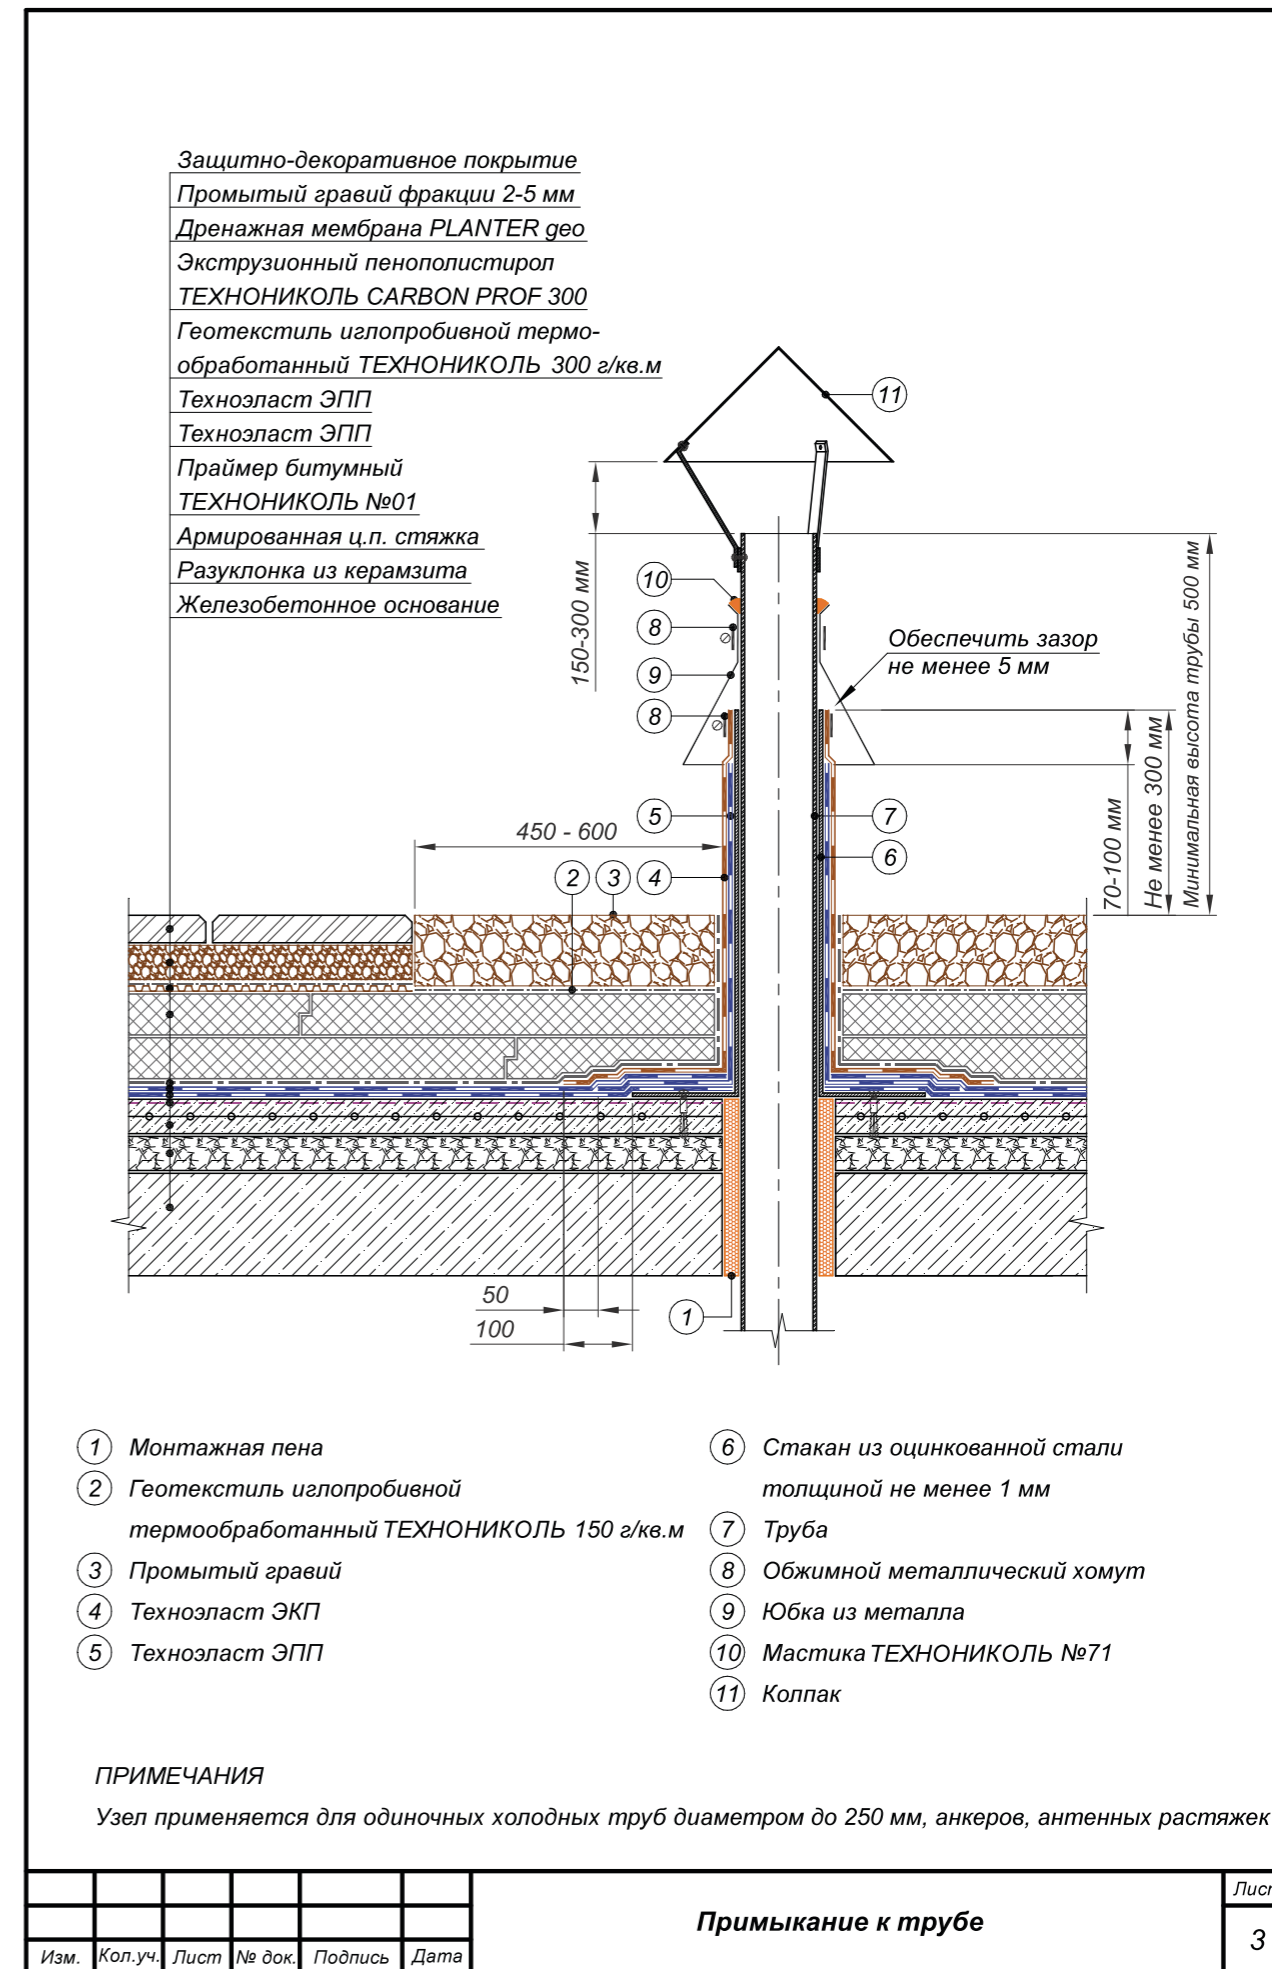 Защитно-декоративное покрытие
Промытый гравий фракции 2-5 мм
Дренажная мембрана PLANTER geo
Экструзионный пенополистирол
ТЕХНОНИКОЛЬ CARBON PROF 300
Геотекстиль иглопробивной термо-
обработанный ТЕХНОНИКОЛЬ 300 г/кв.м
Техноэласт ЭПП
Техноэласт ЭПП
Праймер битумный
ТЕХНОНИКОЛЬ №01
Армированная ц.п. стяжка
Разуклонка из керамзита
Железобетонное основание
11
10
8
9
8
150-300 мм
Обеспечить зазор
не менее 5 мм
5
7
6
450 - 600
2
3
4
70-100 мм
Не менее 300 мм
Минимальная высота трубы 500 мм
50
100
1
1 Монтажная пена
2 Геотекстиль иглопробивной
термообработанный ТЕХНОНИКОЛЬ 150 г/кв.м
3 Промытый гравий
4 Техноэласт ЭКП
5 Техноэласт ЭПП
6 Стакан из оцинкованной стали
толщиной не менее 1 мм
7 Труба
8 Обжимной металлический хомут
9 Юбка из металла
10 Мастика ТЕХНОНИКОЛЬ №71
11 Колпак
ПРИМЕЧАНИЯ
Узел применяется для одиночных холодных труб диаметром до 250 мм, анкеров, антенных растяжек
Изм. Кол.уч. Лист № док. Подпись Дата
Примыкание к трубе
Лист
3